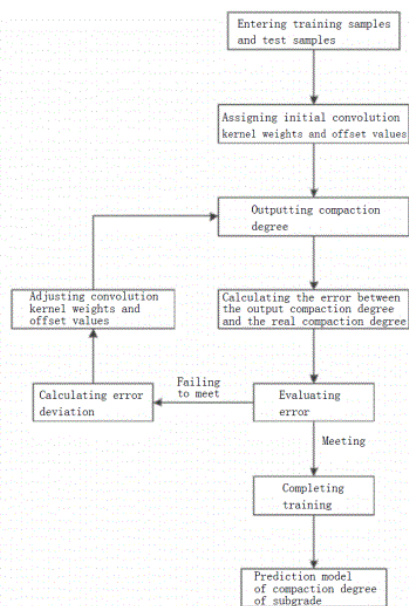 Entering training samples
and test samples
Assigning initial convolution
kernel weights and offset values
Outputting compaction
degree
Adjusting convolution
kernel weights and
offset values
Calculating the error between
the output compaction degree
and the real compaction degree
Calculating error
deviation
Failing
to meet
Evaluating
error
Meeting
Completing
training
Prediction model
of compaction degree
of subgrade